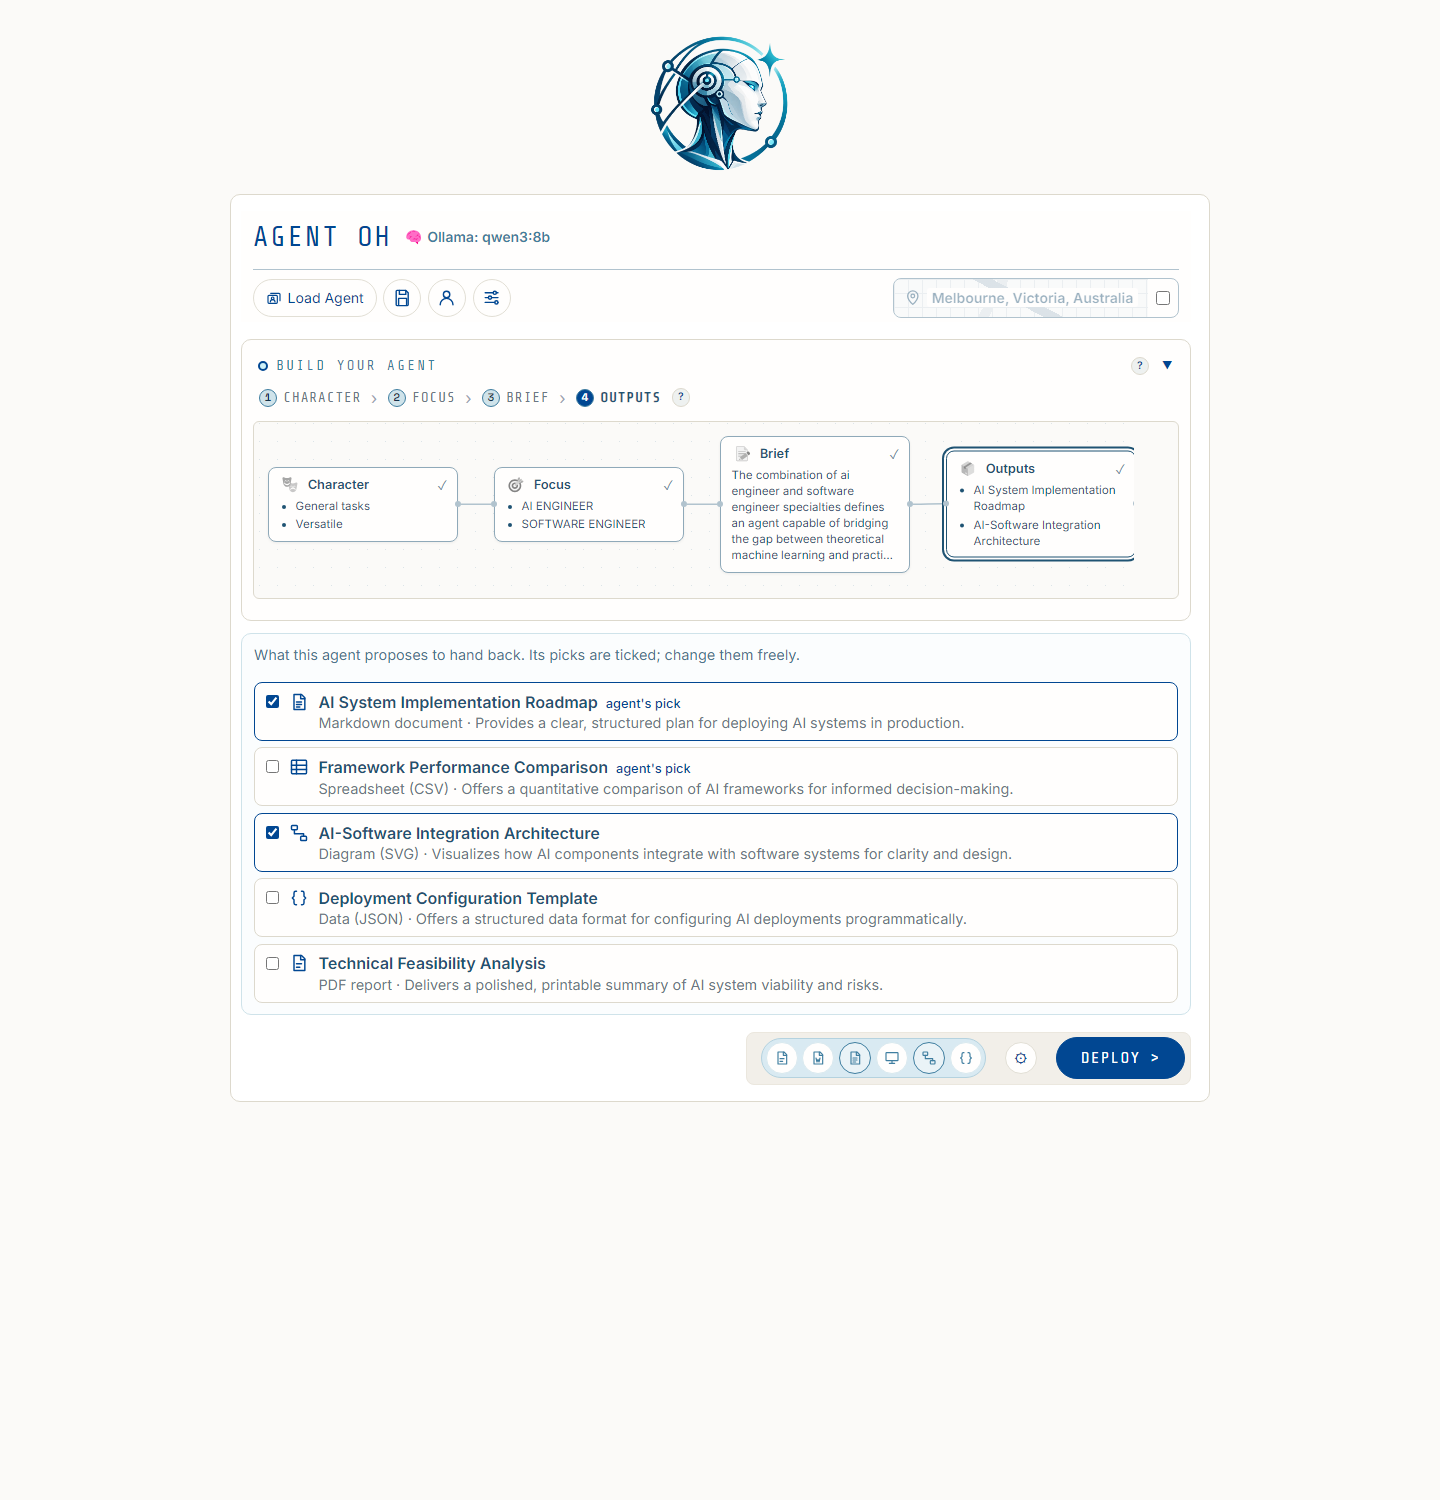 AGENT OH
Ollama: qwen3:8b
Load Agent
Melbourne, Victoria, Australia
BUILD YOUR AGENT
?
1 CHARACTER > 2 FOCUS > 3 BRIEF > 4 OUTPUTS ?
Character
General tasks
Versatile
Focus
AI ENGINEER
SOFTWARE ENGINEER
Brief
The combination of ai
engineer and software
engineer specialties defines
an agent capable of bridging
the gap between theoretical
machine learning and practi...
Outputs
AI System Implementation
Roadmap
AI-Software Integration
Architecture
What this agent proposes to hand back. Its picks are ticked; change them freely.
AI System Implementation Roadmap agent's pick
Markdown document · Provides a clear, structured plan for deploying AI systems in production.
Framework Performance Comparison agent's pick
Spreadsheet (CSV) · Offers a quantitative comparison of AI frameworks for informed decision-making.
AI-Software Integration Architecture
Diagram (SVG) · Visualizes how AI components integrate with software systems for clarity and design.
Deployment Configuration Template
Data (JSON) · Offers a structured data format for configuring AI deployments programmatically.
Technical Feasibility Analysis
PDF report · Delivers a polished, printable summary of AI system viability and risks.
DEPLOY >